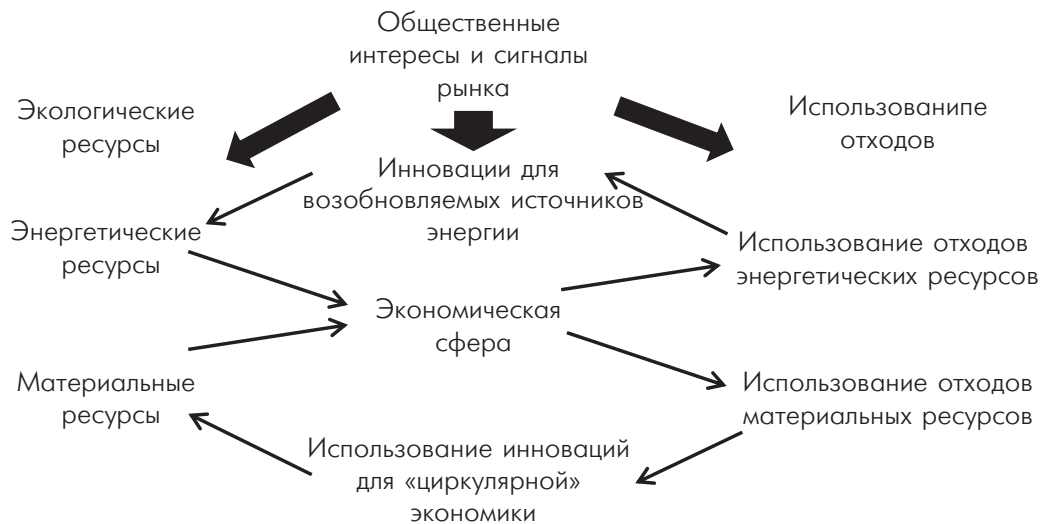 Общественные
интересы и сигналы
рынка
Экологические
ресурсы
Использованипе
отходов
Инновации для
возобновляемых источников
энергии
Энергетические
ресурсы
Использование отходов
энергетических ресурсов
Экономическая
сфера
Материальные
ресурсы
Использование отходов
материальных ресурсов
Использование инноваций
для «циркулярной»
экономики